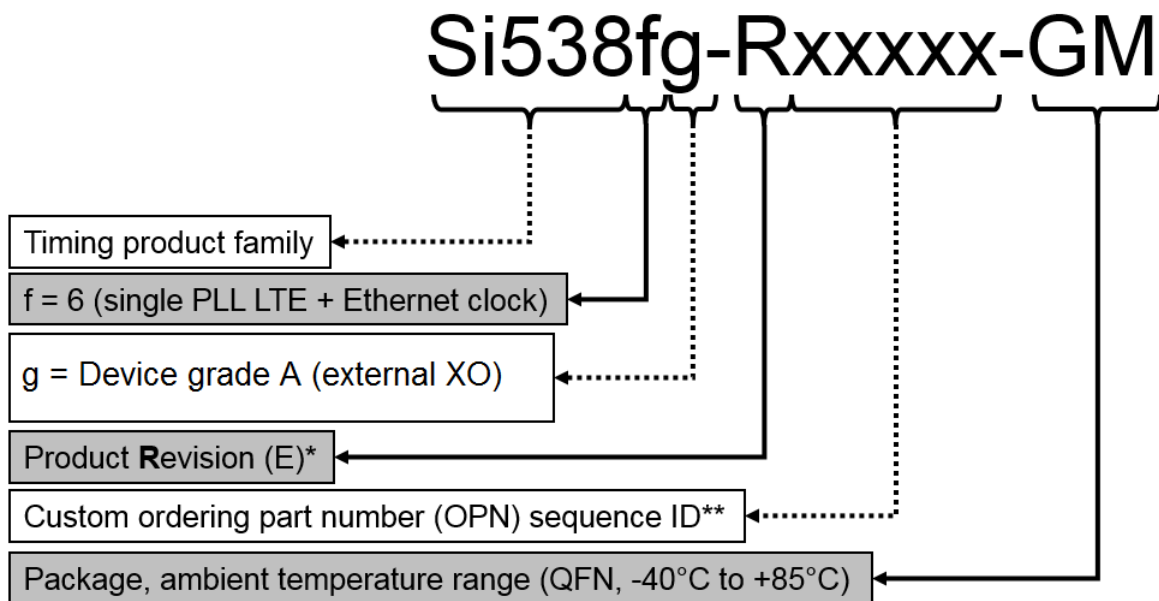 Si538fg-Rxxxxx-GM
Timing product family
f = 6 (single PLL LTE + Ethernet clock)
g = Device grade A (external XO)
Product Revision (E)*
Custom ordering part number (OPN) sequence ID**
Package, ambient temperature range (QFN, -40°C to +85°C)